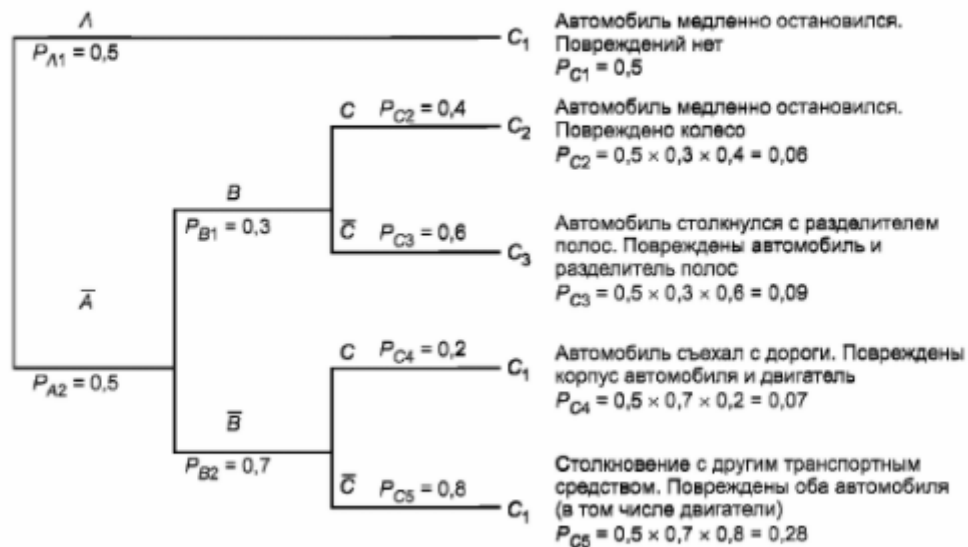 A
P_A1 = 0,5
C_1
Автомобиль медленно остановился.
Повреждений нет
P_C1 = 0,5
C P_C2 = 0,4
C_2
Автомобиль медленно остановился.
Повреждено колесо
P_C2 = 0,5 × 0,3 × 0,4 = 0,06
B
P_B1 = 0,3
C̅ P_C3 = 0,6
C_3
Автомобиль столкнулся с разделителем
полос. Повреждены автомобиль и
разделитель полос
P_C3 = 0,5 × 0,3 × 0,6 = 0,09
A̅
P_A2 = 0,5
C P_C4 = 0,2
C_1
Автомобиль съехал с дороги. Повреждены
корпус автомобиля и двигатель
P_C4 = 0,5 × 0,7 × 0,2 = 0,07
B̅
P_B2 = 0,7
C̅ P_C5 = 0,8
C_1
Столкновение с другим транспортным
средством. Повреждены оба автомобиля
(в том числе двигатели)
P_C5 = 0,5 × 0,7 × 0,8 = 0,28